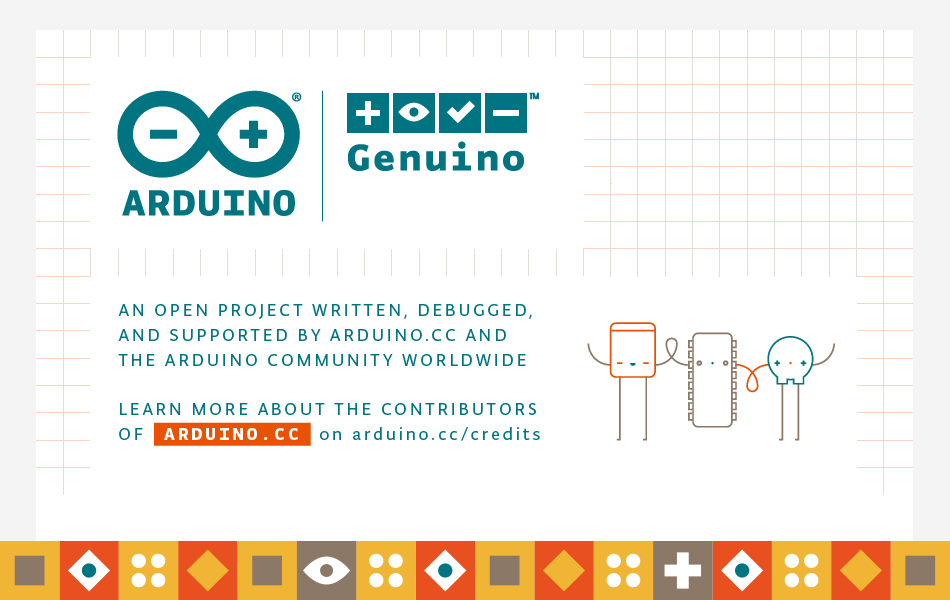 ®
ARDUINO
™
Genuino
AN OPEN PROJECT WRITTEN, DEBUGGED,
AND SUPPORTED BY ARDUINO.CC AND
THE ARDUINO COMMUNITY WORLDWIDE
LEARN MORE ABOUT THE CONTRIBUTORS
OF ARDUINO.CC on arduino.cc/credits